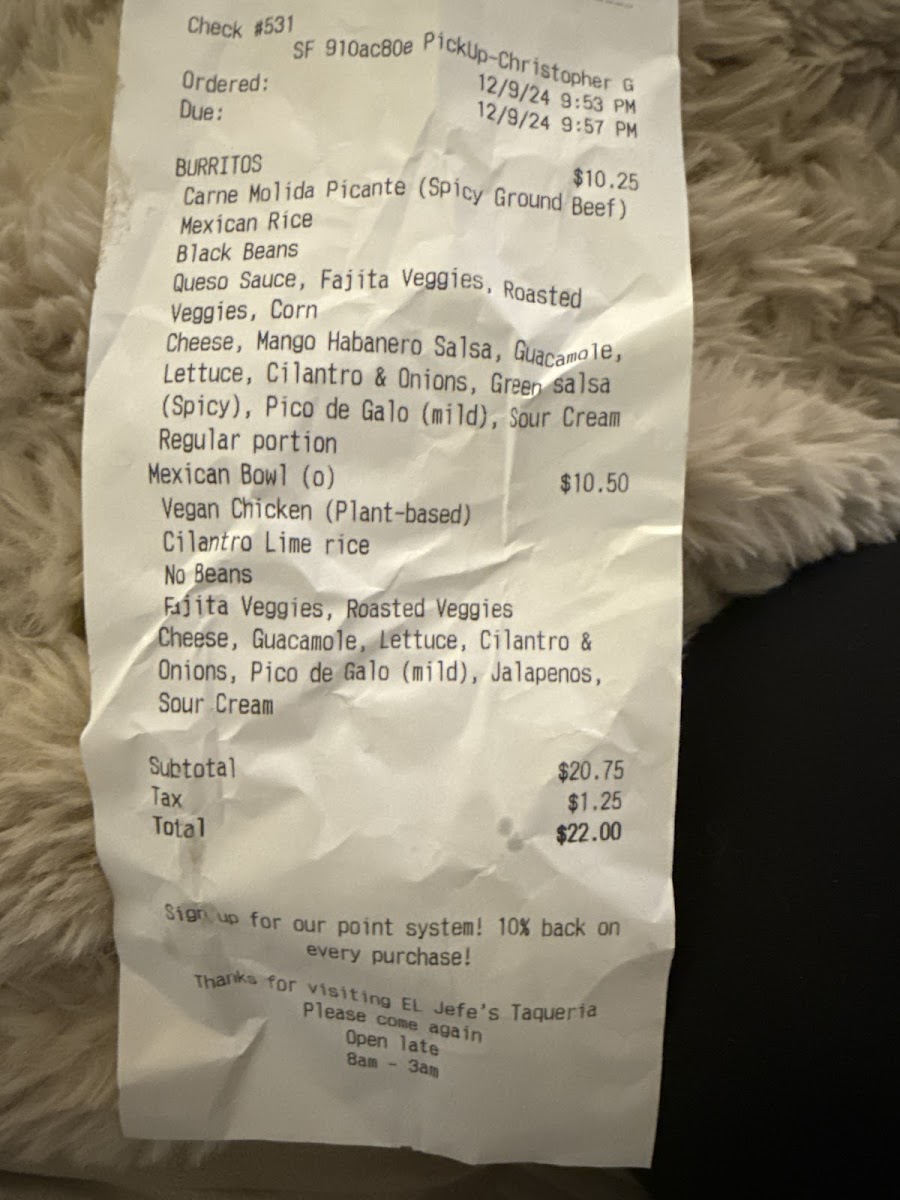 Check #531
SF 910ac80e PickUp-Christopher G
Ordered: 12/9/24 9:53 PM
Due: 12/9/24 9:57 PM
BURRITOS $10.25
Carne Molida Picante (Spicy Ground Beef)
Mexican Rice
Black Beans
Queso Sauce, Fajita Veggies, Roasted
Veggies, Corn
Cheese, Mango Habanero Salsa, Guacamole,
Lettuce, Cilantro & Onions, Green salsa
(Spicy), Pico de Galo (mild), Sour Cream
Regular portion
Mexican Bowl (o) $10.50
Vegan Chicken (Plant-based)
Cilantro Lime rice
No Beans
Fajita Veggies, Roasted Veggies
Cheese, Guacamole, Lettuce, Cilantro &
Onions, Pico de Galo (mild), Jalapenos,
Sour Cream
Subtotal $20.75
Tax $1.25
Total $22.00
Sign up for our point system! 10% back on
every purchase!
Thanks for visiting EL Jefe's Taqueria
Please come again
Open late
8am - 3am